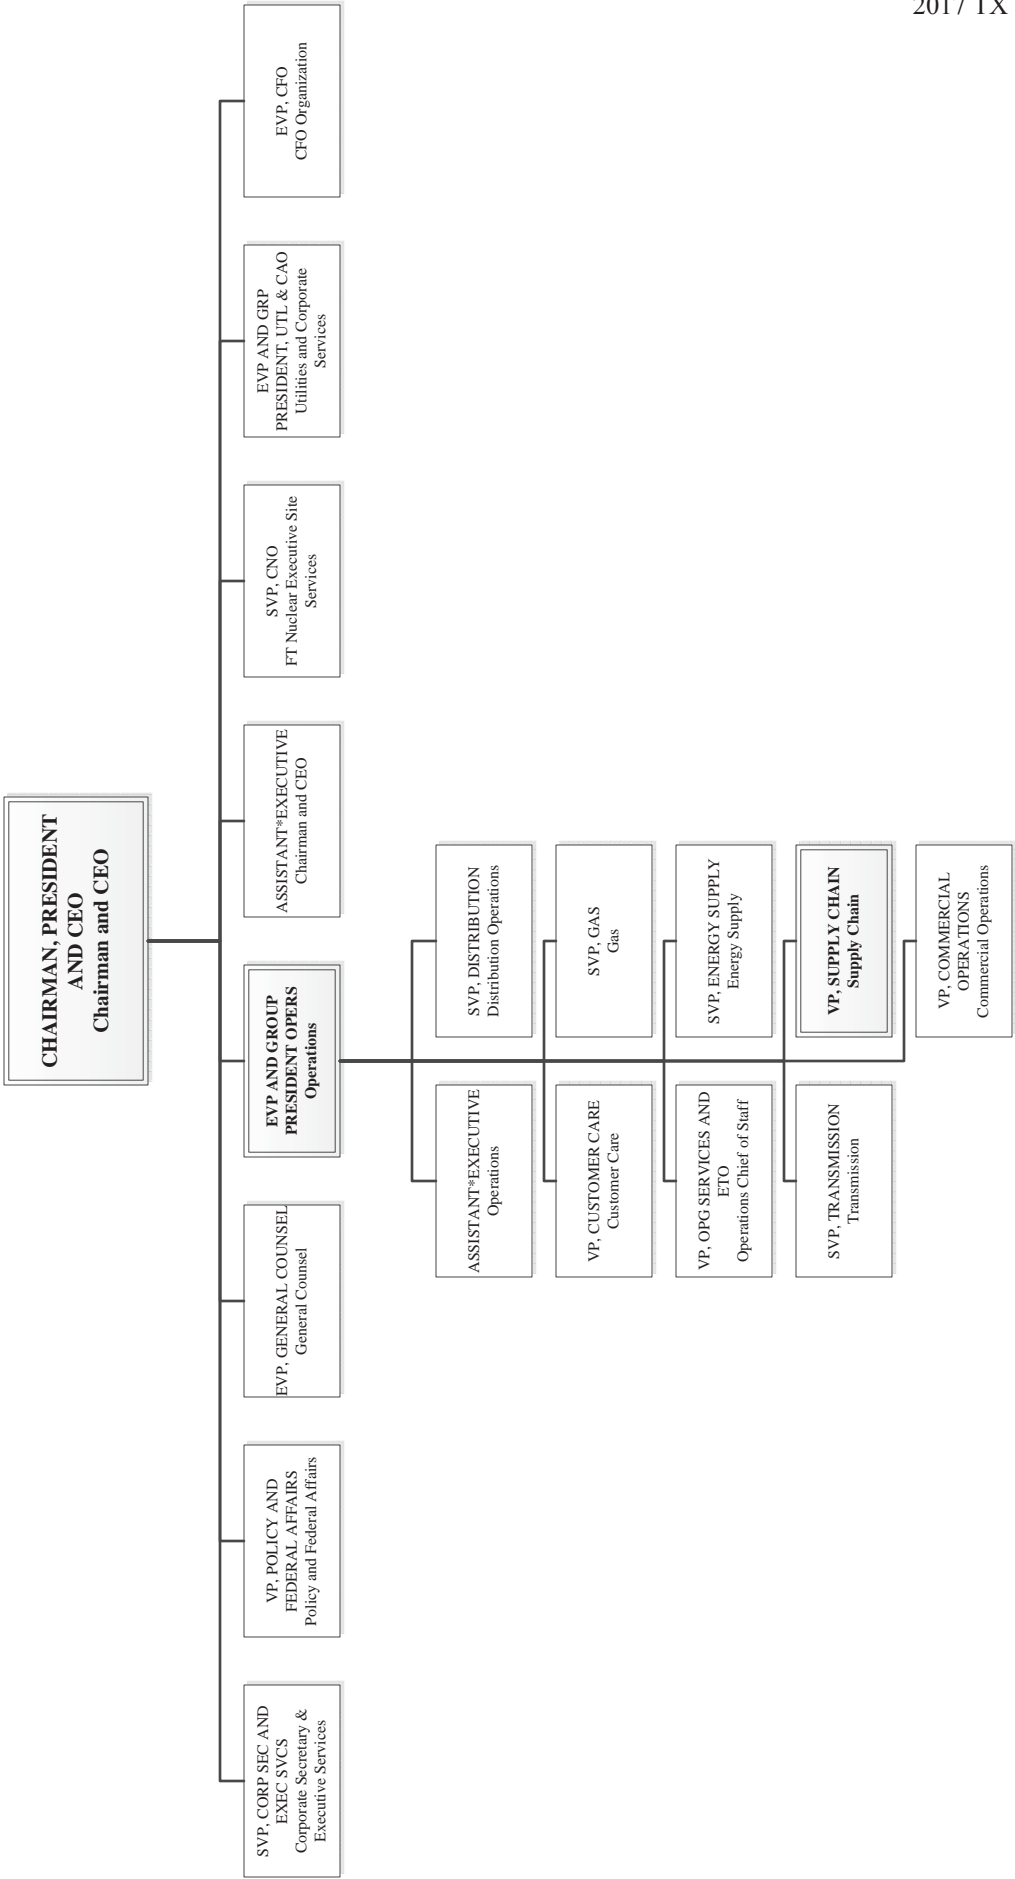 2017 TX
CHAIRMAN, PRESIDENT
AND CEO
Chairman and CEO
SVP, CORP SEC AND
EXEC SVCS
Corporate Secretary &
Executive Services
VP, POLICY AND
FEDERAL AFFAIRS
Policy and Federal Affairs
EVP, GENERAL COUNSEL
General Counsel
EVP AND GROUP
PRESIDENT OPERS
Operations
ASSISTANT*EXECUTIVE
Chairman and CEO
SVP, CNO
FT Nuclear Executive Site
Services
EVP AND GRP
PRESIDENT, UTL & CAO
Utilities and Corporate
Services
EVP, CFO
CFO Organization
ASSISTANT*EXECUTIVE
Operations
SVP, DISTRIBUTION
Distribution Operations
VP, CUSTOMER CARE
Customer Care
SVP, GAS
Gas
VP, OPG SERVICES AND
ETO
Operations Chief of Staff
SVP, ENERGY SUPPLY
Energy Supply
SVP, TRANSMISSION
Transmission
VP, SUPPLY CHAIN
Supply Chain
VP, COMMERCIAL
OPERATIONS
Commercial Operations